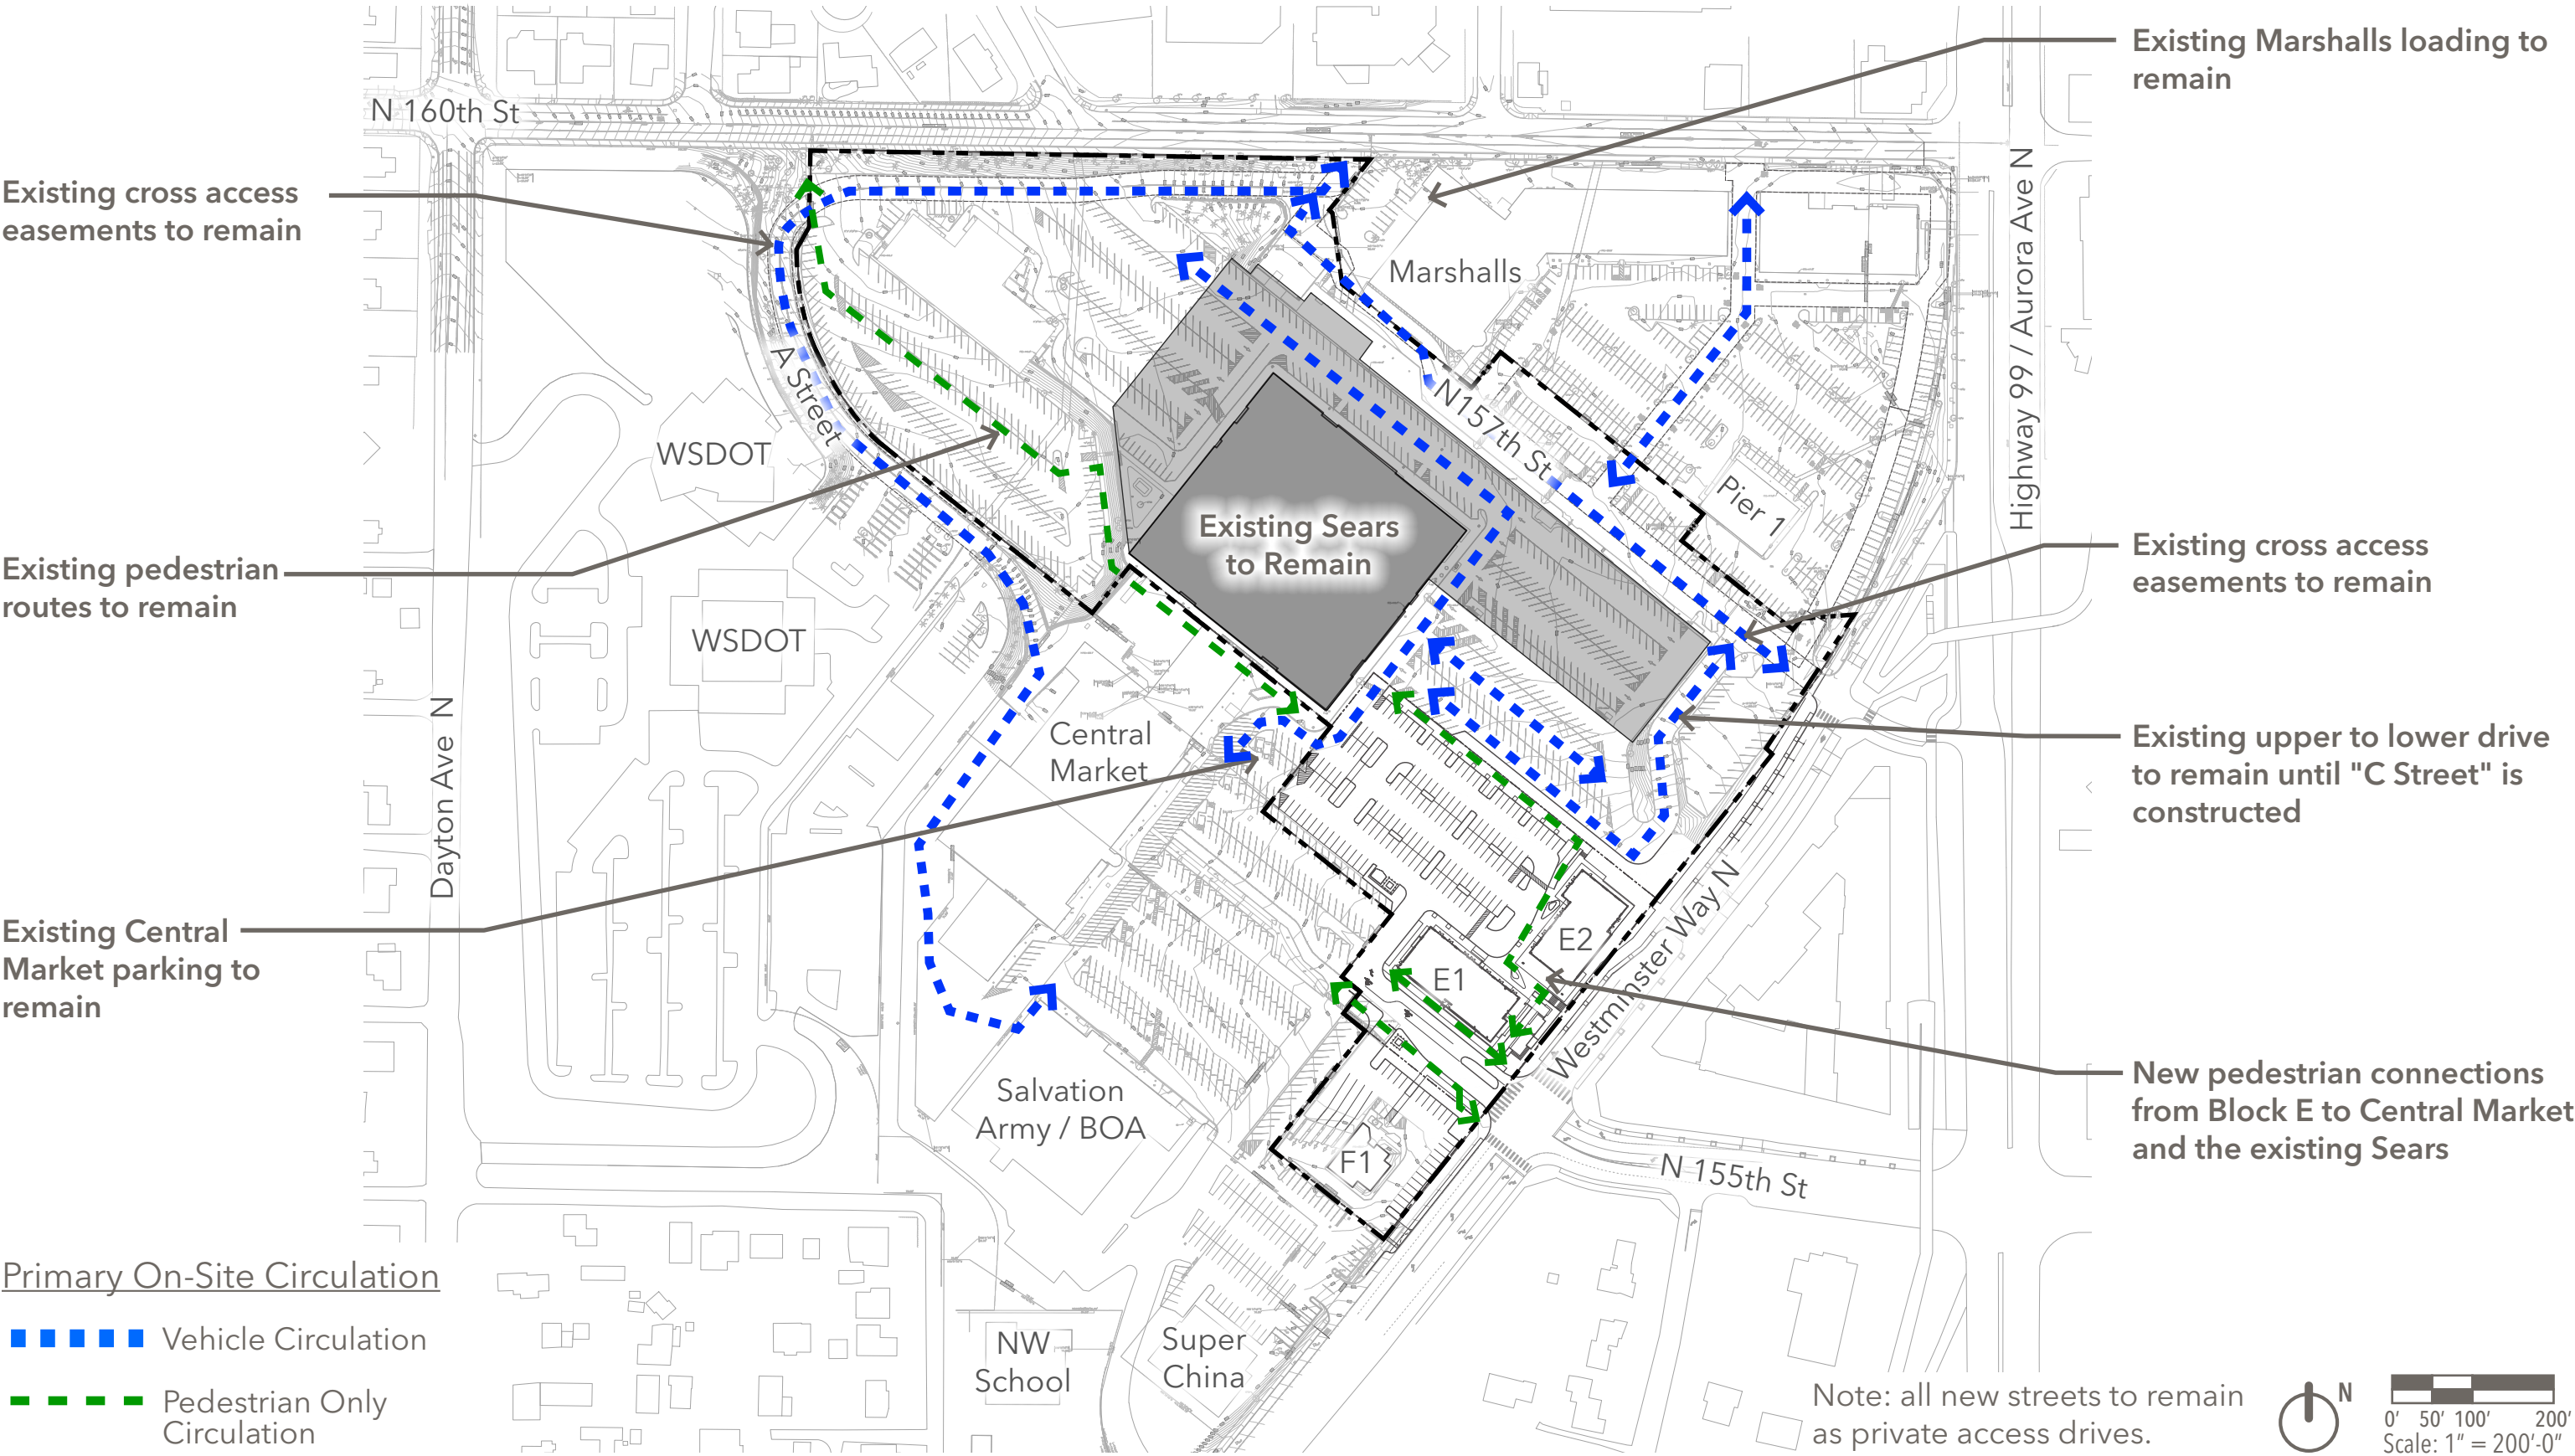 Existing Marshalls loading to
remain
N 160th St
Existing cross access
easements to remain
Highway 99 / Aurora Ave N
Marshalls
A Street
N157th St
WSDOT
Pier 1
Existing Sears
to Remain
Existing cross access
easements to remain
Existing pedestrian
routes to remain
WSDOT
Dayton Ave N
Central
Market
Existing upper to lower drive
to remain until "C Street" is
constructed
Existing Central
Market parking to
remain
E2
E1
Westminster Way N
Salvation
Army / BOA
New pedestrian connections
from Block E to Central Market
and the existing Sears
F1
N 155th St
Primary On-Site Circulation
Vehicle Circulation
Pedestrian Only
Circulation
NW
School
Super
China
Note: all new streets to remain
as private access drives.
N
0' 50' 100' 200'
Scale: 1" = 200'-0"